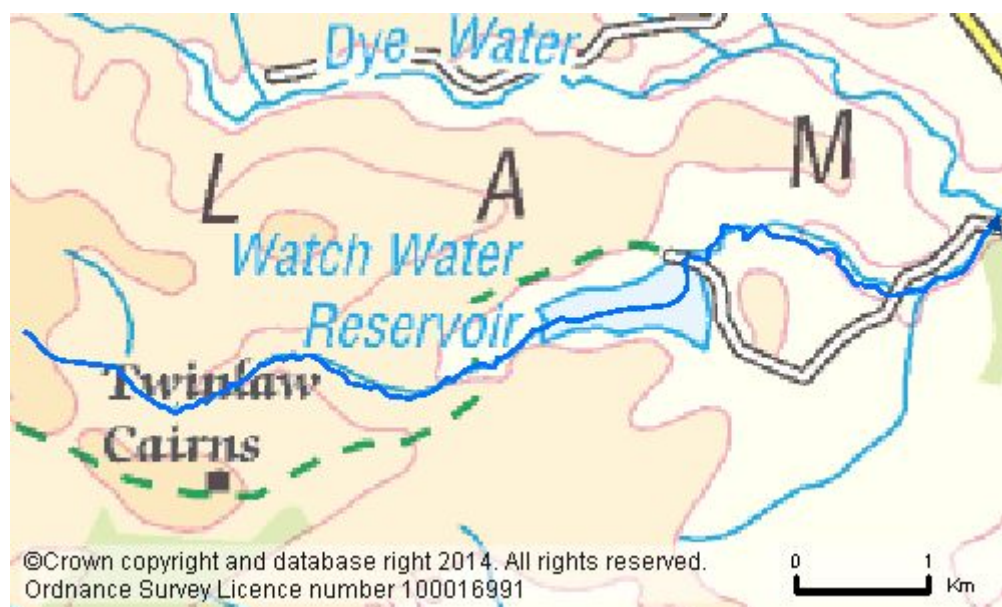 Dye Water
L A M
Watch Water
Reservoir
Twinlaw
Cairns
©Crown copyright and database right 2014. All rights reserved.
Ordnance Survey Licence number 100016991
0 1
Km